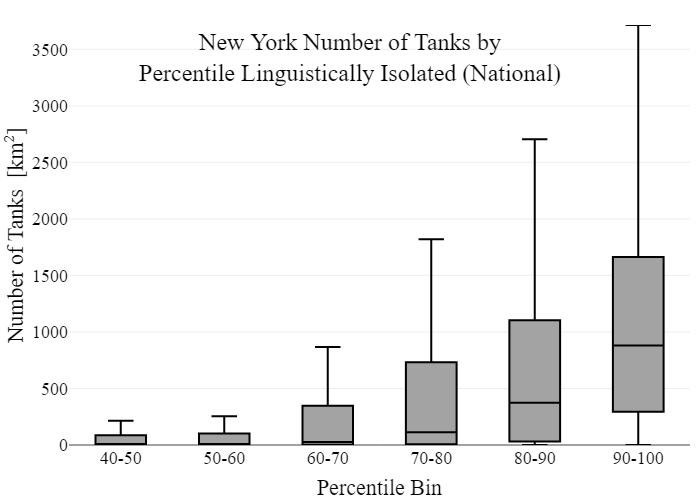 New York Number of Tanks by
Percentile Linguistically Isolated (National)
Number of Tanks [km²]
3500
3000
2500
2000
1500
1000
500
0
40-50 50-60 60-70 70-80 80-90 90-100
Percentile Bin